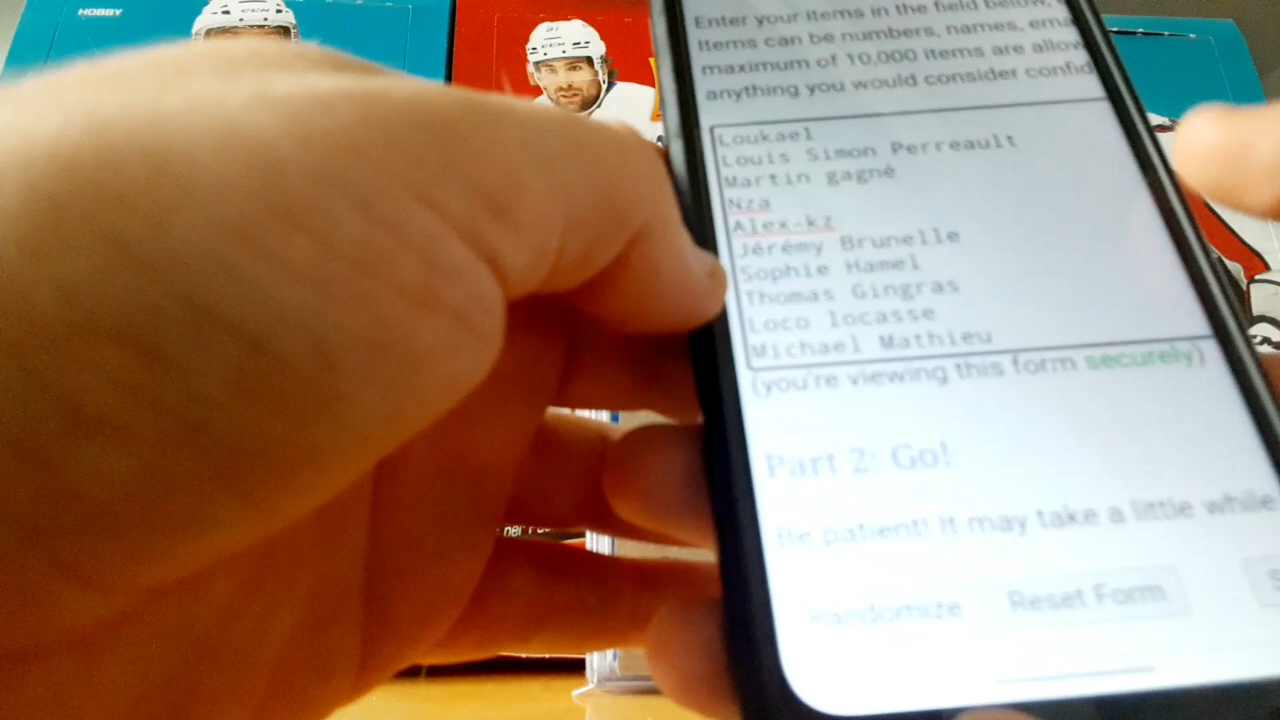 HOBBY
CCM
91
CCM
Enter your items in the field below,
Items can be numbers, names, ema
maximum of 10,000 items are allow
anything you would consider confid
Loukael
Louis Simon Perreault
Martin gagné
Nza
Alex-kz
Jérémy Brunelle
Sophie Hamel
Thomas Gingras
Loco locasse
Michael Mathieu
(you're viewing this form securely)
Part 2: Go!
Be patient! It may take a little while
Randomize
Reset Form
S